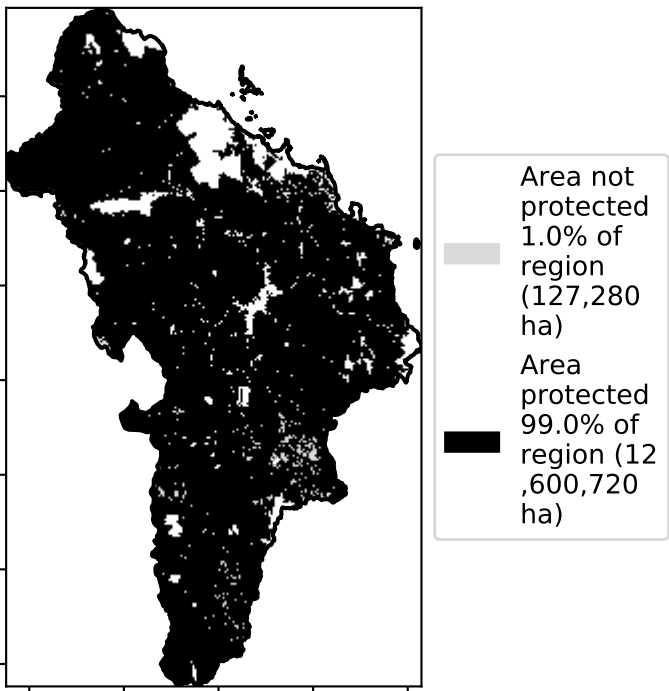 Area not
protected
1.0% of
region
(127,280
ha)
Area
protected
99.0% of
region (12
,600,720
ha)